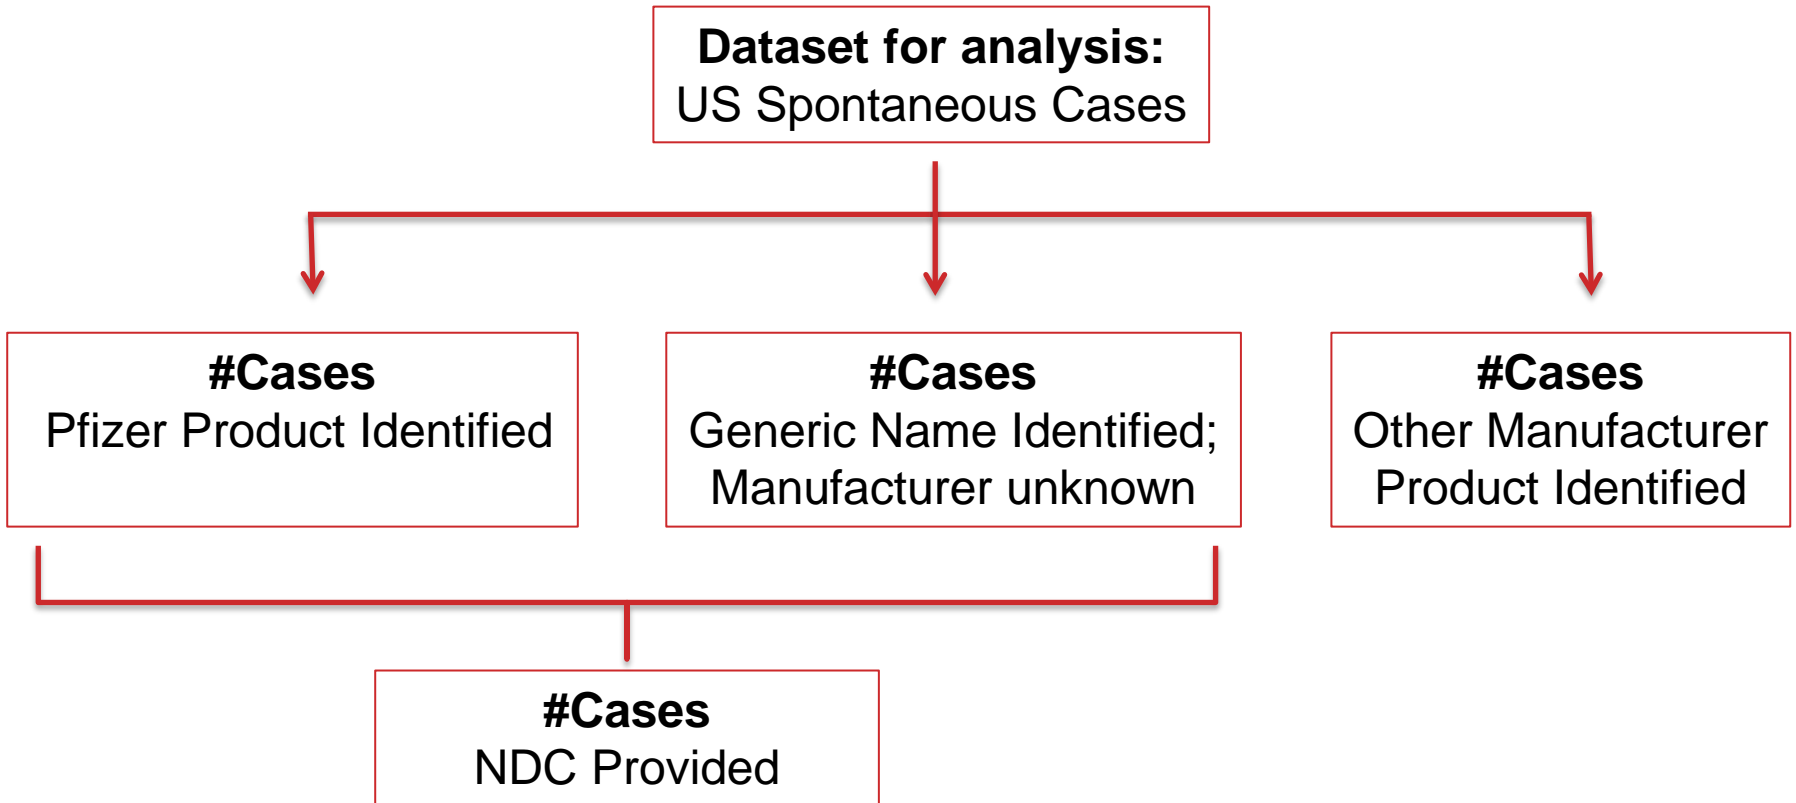 Dataset for analysis:
US Spontaneous Cases
#Cases
Pfizer Product Identified
#Cases
Generic Name Identified;
Manufacturer unknown
#Cases
Other Manufacturer
Product Identified
#Cases
NDC Provided